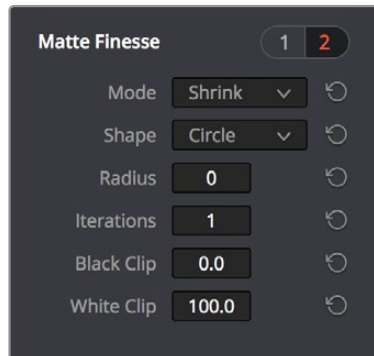 Matte Finesse 1 2
Mode Shrink
Shape Circle
Radius 0
Iterations 1
Black Clip 0.0
White Clip 100.0